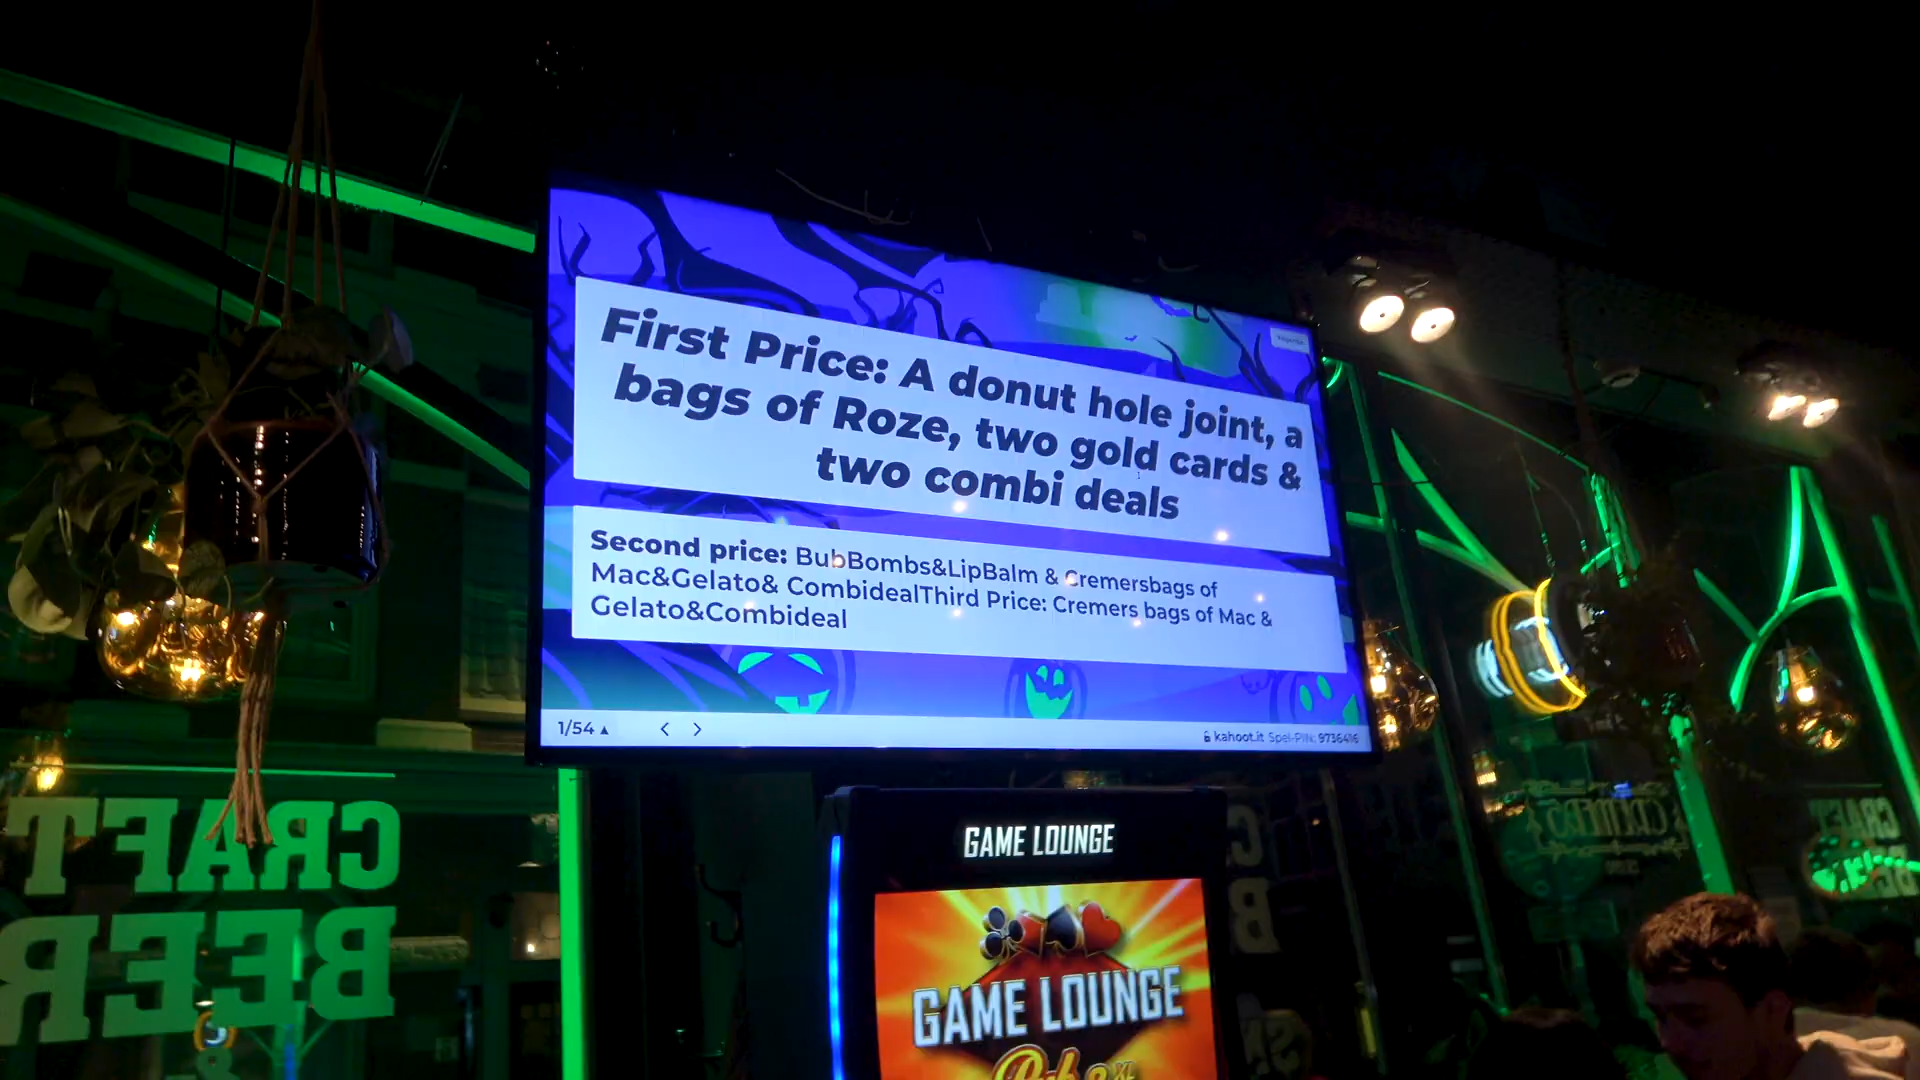 First Price: A donut hole joint, a
bags of Roze, two gold cards &
two combi deals
Second price: BubBombs&LipBalm & Cremersbags of
Mac&Gelato& CombidealThird Price: Cremers bags of Mac &
Gelato&Combideal
1/54
kahoot.it Spel-PIN: 9736416
GAME LOUNGE
GAME LOUNGE
CRAFT
BEER
&
CREMERS
CRAFT